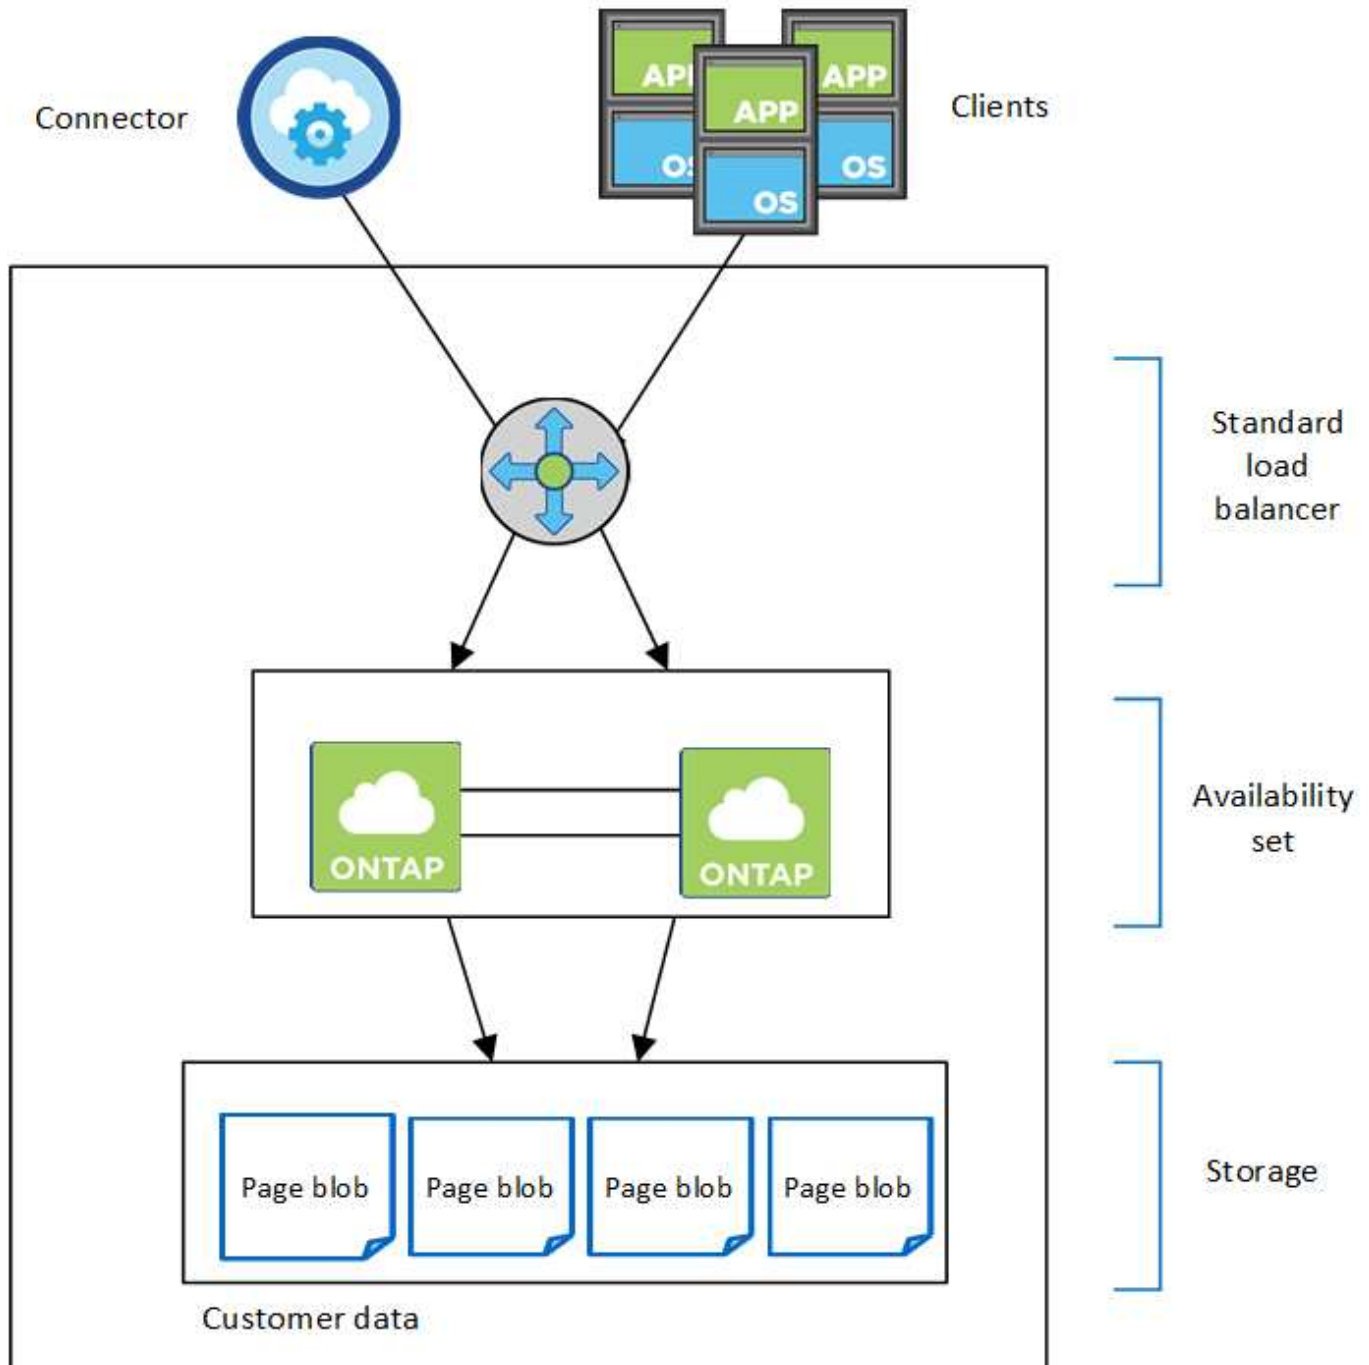 Connector
APP
APP
APP
Clients
OS
OS
OS
Standard
load
balancer
ONTAP
ONTAP
Availability
set
Page blob
Page blob
Page blob
Page blob
Storage
Customer data